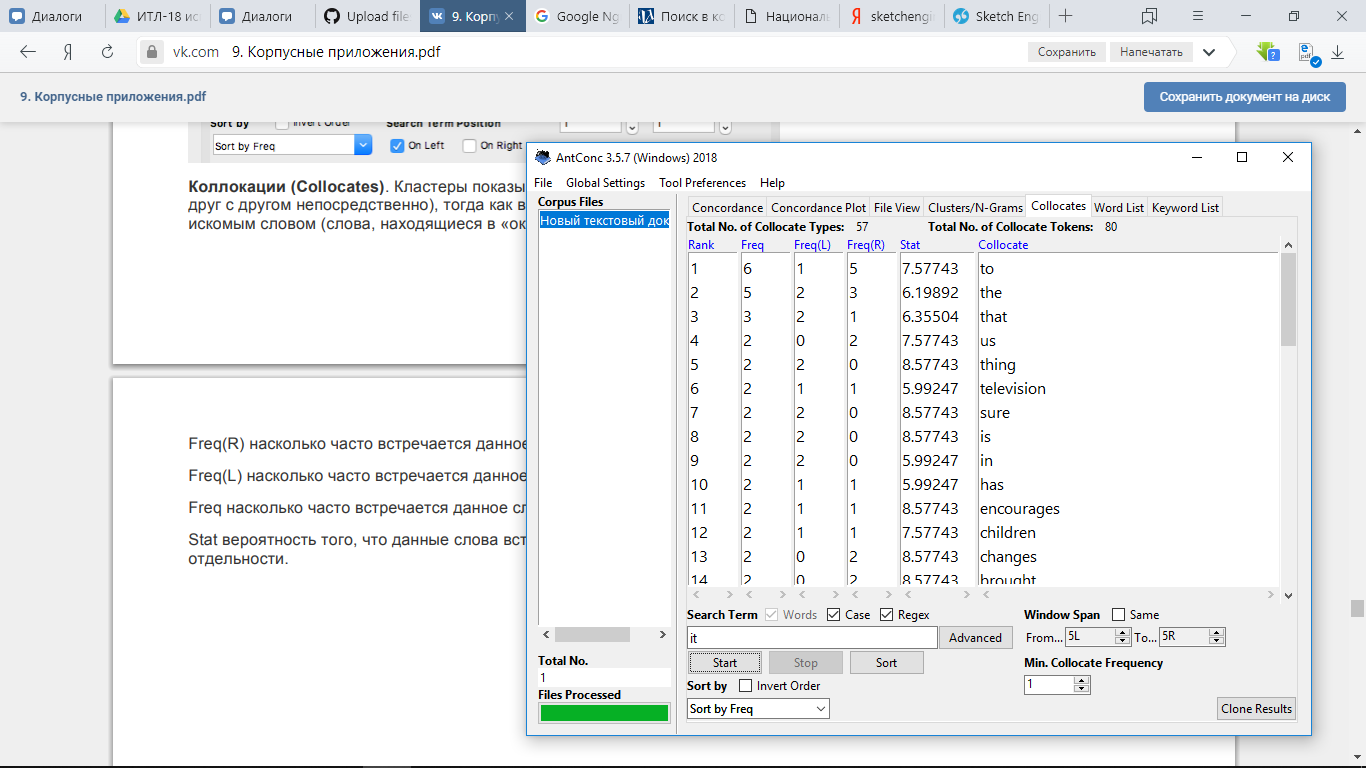 Диалоги
ИТЛ-18 ис
Диалоги
Upload file
9. Корп
Google Ng
Поиск в ко
Националь
sketchengi
Sketch Eng
vk.com 9. Корпусные приложения.pdf
Сохранить
Напечатать
9. Корпусные приложения.pdf
Сохранить документ на диск
Sort by Invert Order Search Term Position 1 1
Sort by Freq On Left On Right
Коллокации (Collocates). Кластеры показы
друг с другом непосредственно), тогда как в
искомым словом (слова, находящиеся в «ок
Freq(R) насколько часто встречается данное
Freq(L) насколько часто встречается данное
Freq насколько часто встречается данное сл
Stat вероятность того, что данные слова вст
отдельности.
AntConc 3.5.7 (Windows) 2018
File Global Settings Tool Preferences Help
Corpus Files
Новый текстовый док
Total No.
1
Files Processed
Concordance Concordance Plot File View Clusters/N-Grams Collocates Word List Keyword List
Total No. of Collocate Types: 57 Total No. of Collocate Tokens: 80
Rank Freq Freq(L) Freq(R) Stat Collocate
1 6 1 5 7.57743 to
2 5 2 3 6.19892 the
3 3 2 1 6.35504 that
4 2 0 2 7.57743 us
5 2 2 0 8.57743 thing
6 2 1 1 5.99247 television
7 2 2 0 8.57743 sure
8 2 2 0 8.57743 is
9 2 2 0 5.99247 in
10 2 1 1 5.99247 has
11 2 1 1 8.57743 encourages
12 2 1 1 7.57743 children
13 2 0 2 8.57743 changes
14 2 0 2 8.57743 brought
Search Term Words Case Regex Window Span Same
it Advanced From... 5L To... 5R
Start Stop Sort Min. Collocate Frequency
Sort by Invert Order 1
Sort by Freq Clone Results